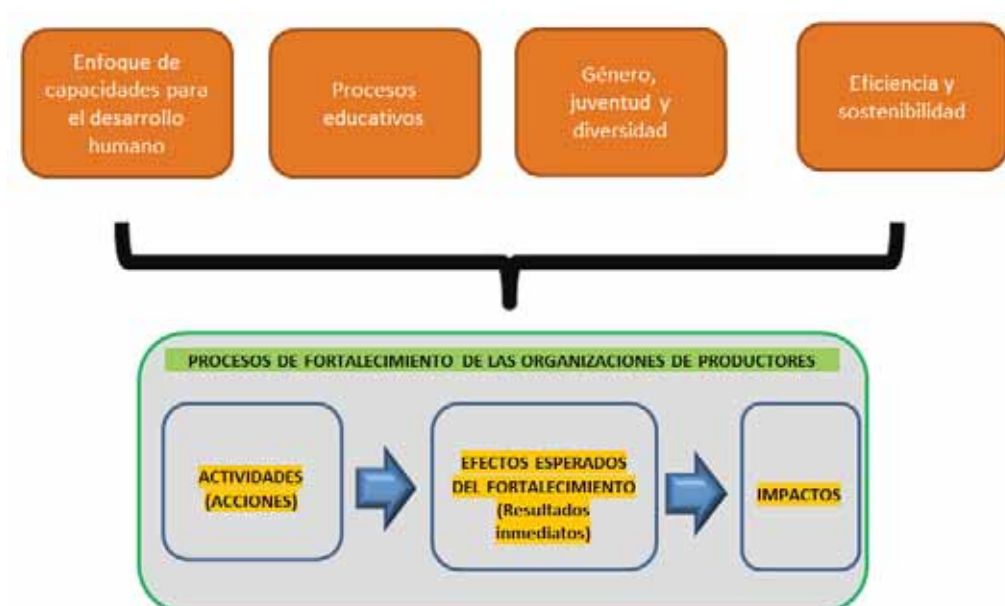 Enfoque de
capacidades para
el desarrollo
humano
Procesos
educativos
Género,
juventud y
diversidad
Eficiencia y
sostenibilidad
PROCESOS DE FORTALECIMIENTO DE LAS ORGANIZACIONES DE PRODUCTORES
ACTIVIDADES
(ACCIONES)
EFECTOS ESPERADOS
DEL FORTALECIMIENTO
(Resultados
inmediatos)
IMPACTOS